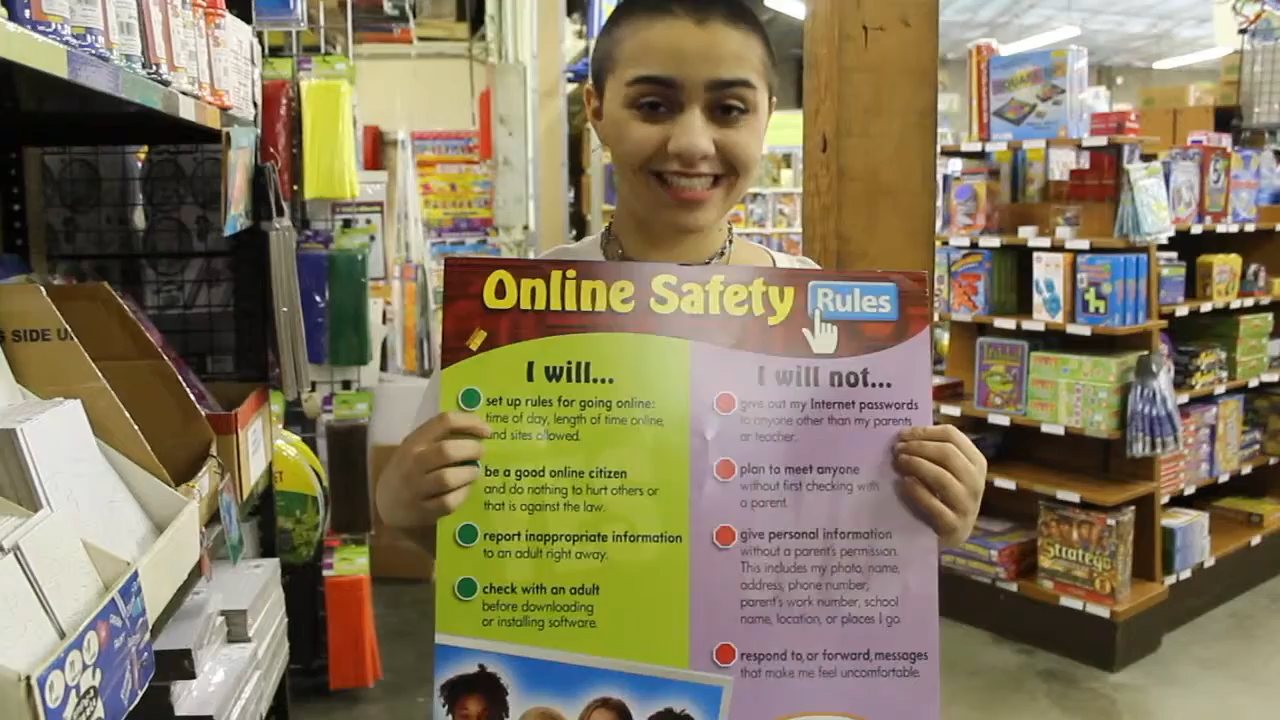 Online Safety Rules
I will...
set up rules for going online:
time of day, length of time online,
and sites allowed.
be a good online citizen
and do nothing to hurt others or
that is against the law.
report inappropriate information
to an adult right away.
check with an adult
before downloading
or installing software.
I will not...
give out my Internet passwords
to anyone other than my parents
or teacher.
plan to meet anyone
without first checking with
a parent.
give personal information
without a parent's permission.
This includes my photo, name,
address, phone number,
parent's work number, school
name, location, or places I go.
respond to, or forward, messages
that make me feel uncomfortable.
SIDE U
Stratego